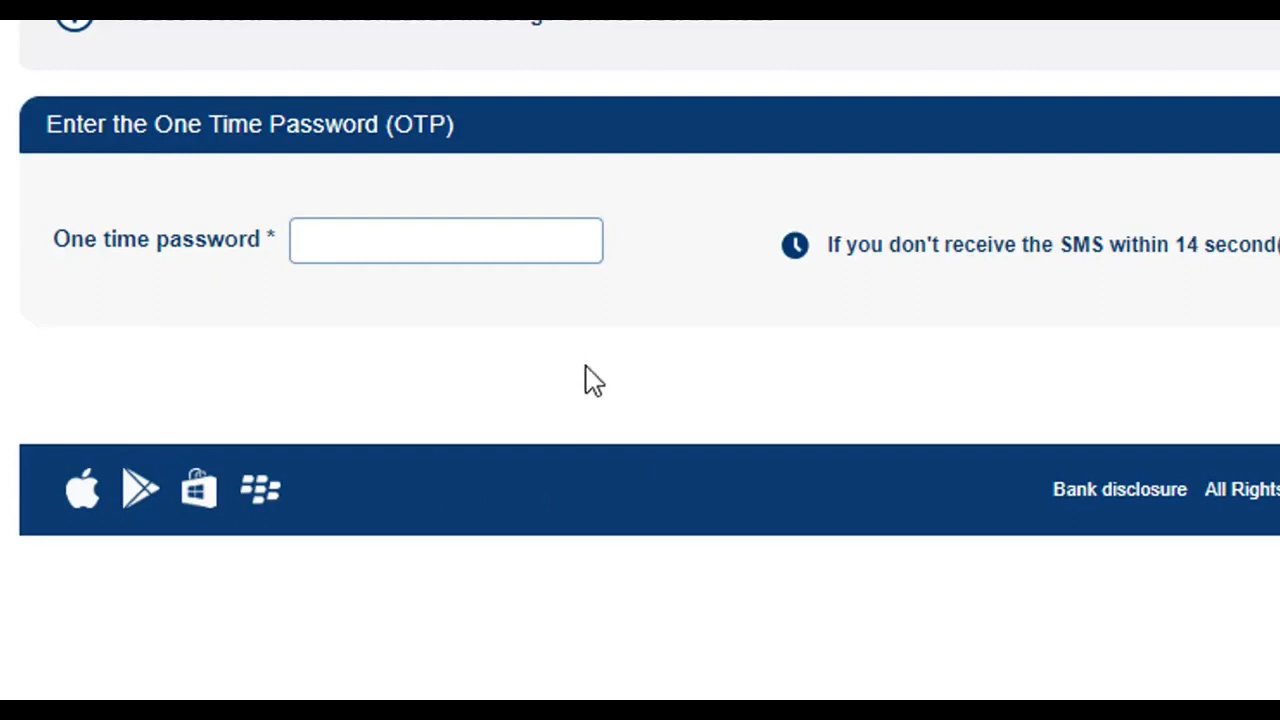 Enter the One Time Password (OTP)
One time password *
If you don't receive the SMS within 14 second(
Bank disclosure All Rights